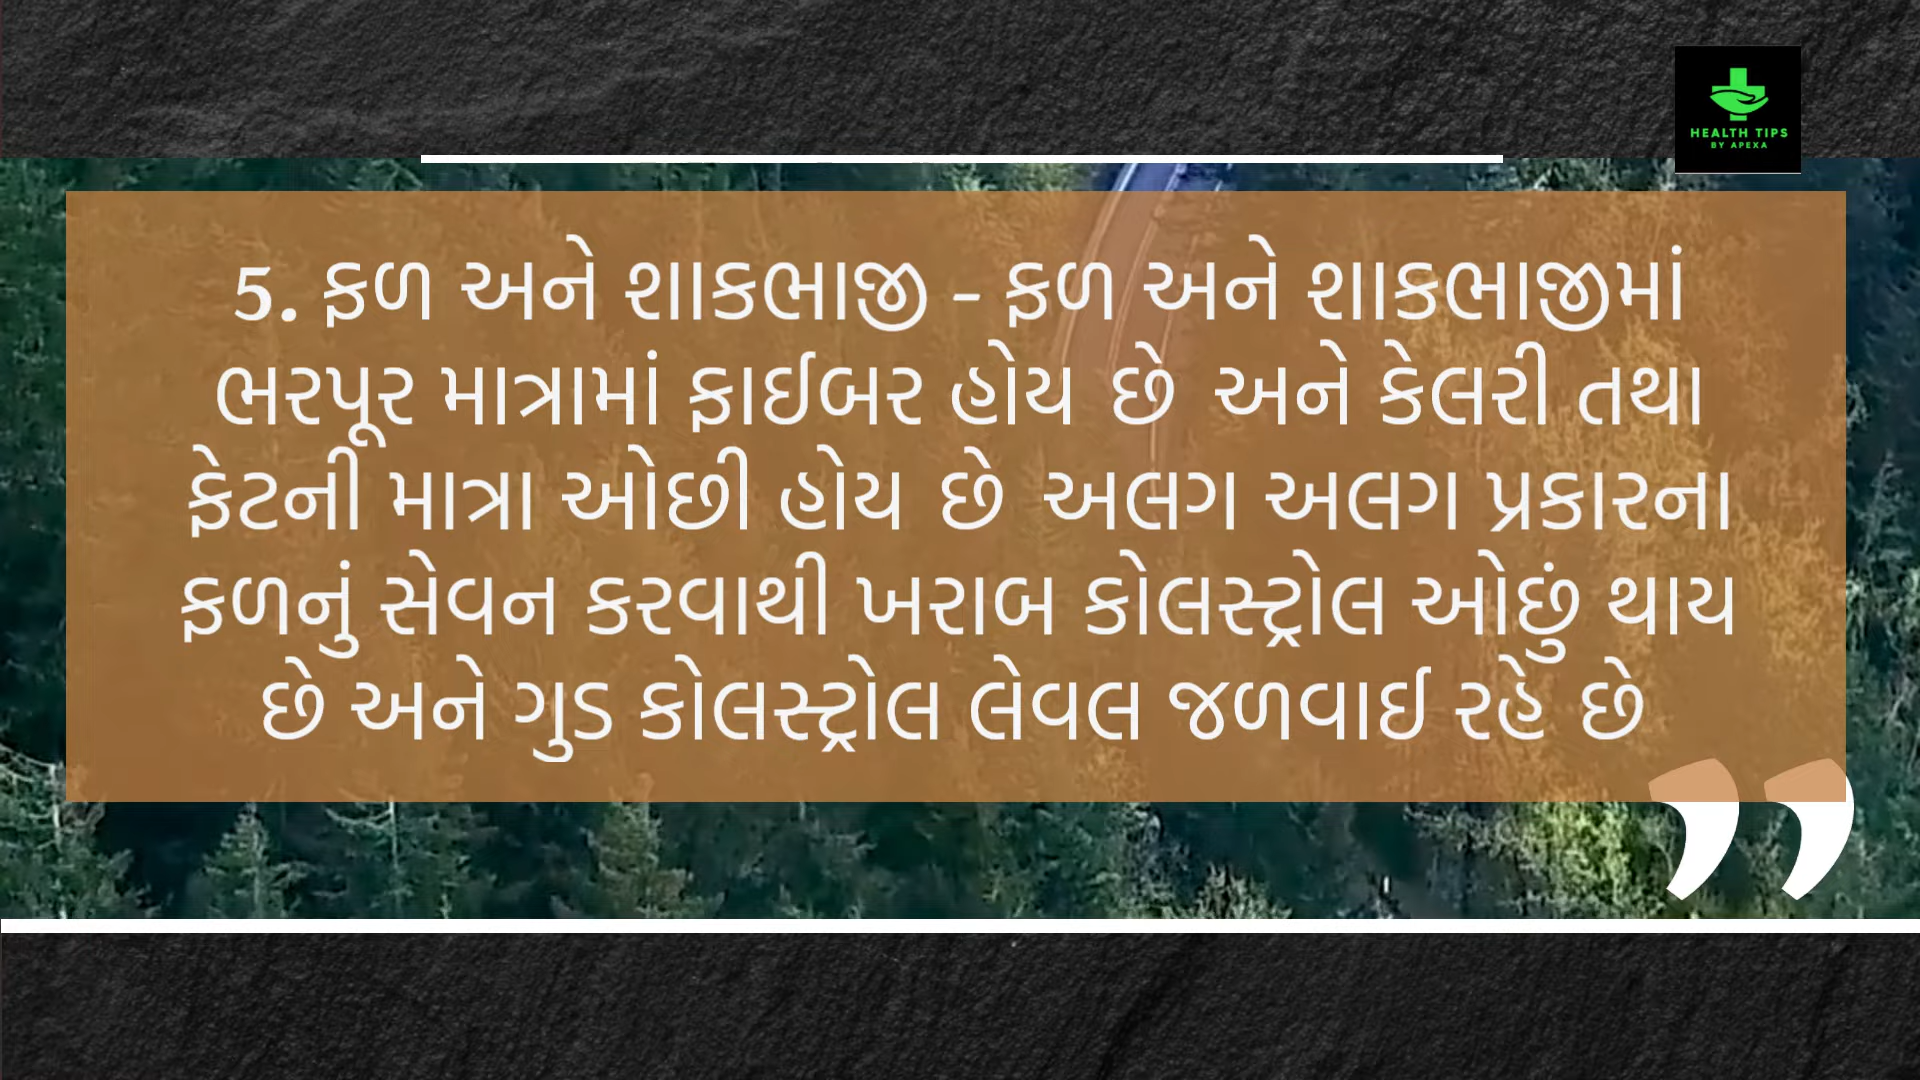 HEALTH TIPS
BY APEXA
5. ફળ અને શાકભાજી - ફળ અને શાકભાજીમાં
ભરપૂર માત્રામાં ફાઈબર હોય છે અને કેલરી તથા
ફેટની માત્રા ઓછી હોય છે અલગ અલગ પ્રકારના
ફળનું સેવન કરવાથી ખરાબ કોલસ્ટ્રોલ ઓછું થાય
છે અને ગુડ કોલસ્ટ્રોલ લેવલ જળવાઈ રહે છે
”